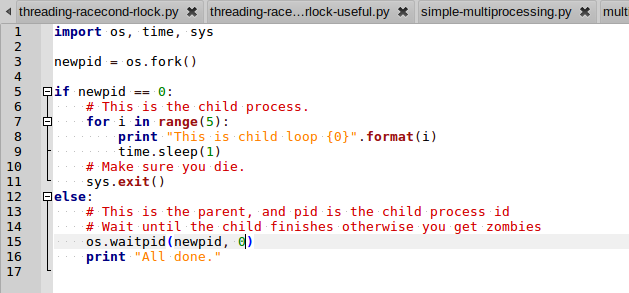 threading-racecond-rlock.py threading-race...rlock-useful.py simple-multiprocessing.py multi
1 import os, time, sys
2
3 newpid = os.fork()
4
5 if newpid == 0:
6 # This is the child process.
7 for i in range(5):
8 print "This is child loop {0}".format(i)
9 time.sleep(1)
10 # Make sure you die.
11 sys.exit()
12 else:
13 # This is the parent, and pid is the child process id
14 # Wait until the child finishes otherwise you get zombies
15 os.waitpid(newpid, 0)
16 print "All done."
17